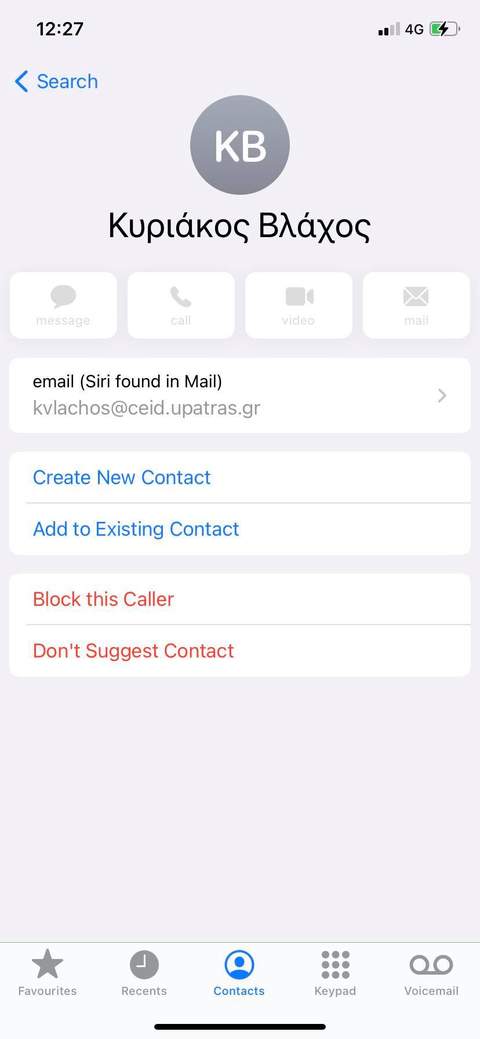 12:27
4G
Search
ΚΒ
Κυριάκος Βλάχος
message
call
video
mail
email (Siri found in Mail)
kvlachos@ceid.upatras.gr
Create New Contact
Add to Existing Contact
Block this Caller
Don't Suggest Contact
Favourites
Recents
Contacts
Keypad
Voicemail